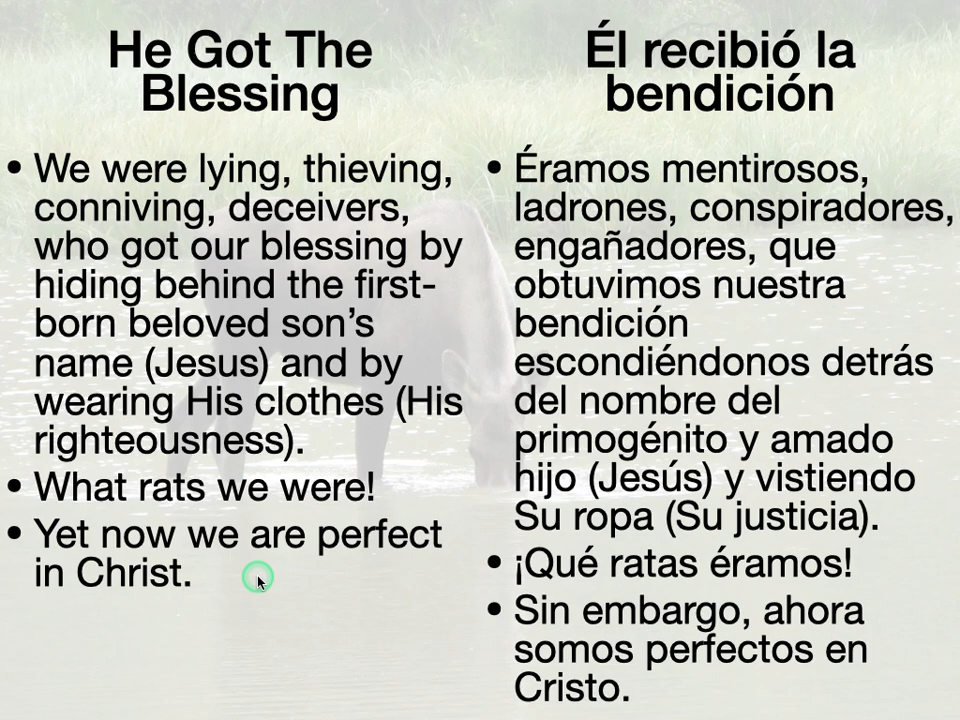 He Got The
Blessing
• We were lying, thieving,
conniving, deceivers,
who got our blessing by
hiding behind the first-
born beloved son’s
name (Jesus) and by
wearing His clothes (His
righteousness).
• What rats we were!
• Yet now we are perfect
in Christ.
Él recibió la
bendición
• Éramos mentirosos,
ladrones, conspiradores,
engañadores, que
obtuvimos nuestra
bendición
escondiéndonos detrás
del nombre del
primogénito y amado
hijo (Jesús) y vistiendo
Su ropa (Su justicia).
• ¡Qué ratas éramos!
• Sin embargo, ahora
somos perfectos en
Cristo.